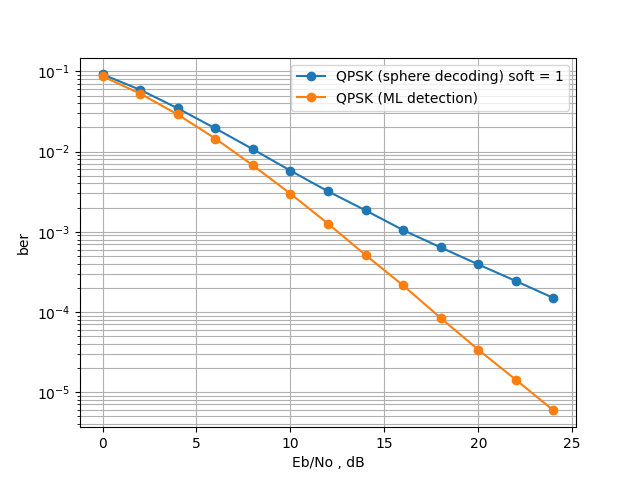 QPSK (sphere decoding) soft = 1
QPSK (ML detection)
10⁻¹
10⁻²
10⁻³
10⁻⁴
10⁻⁵
ber
0 5 10 15 20 25
Eb/No , dB